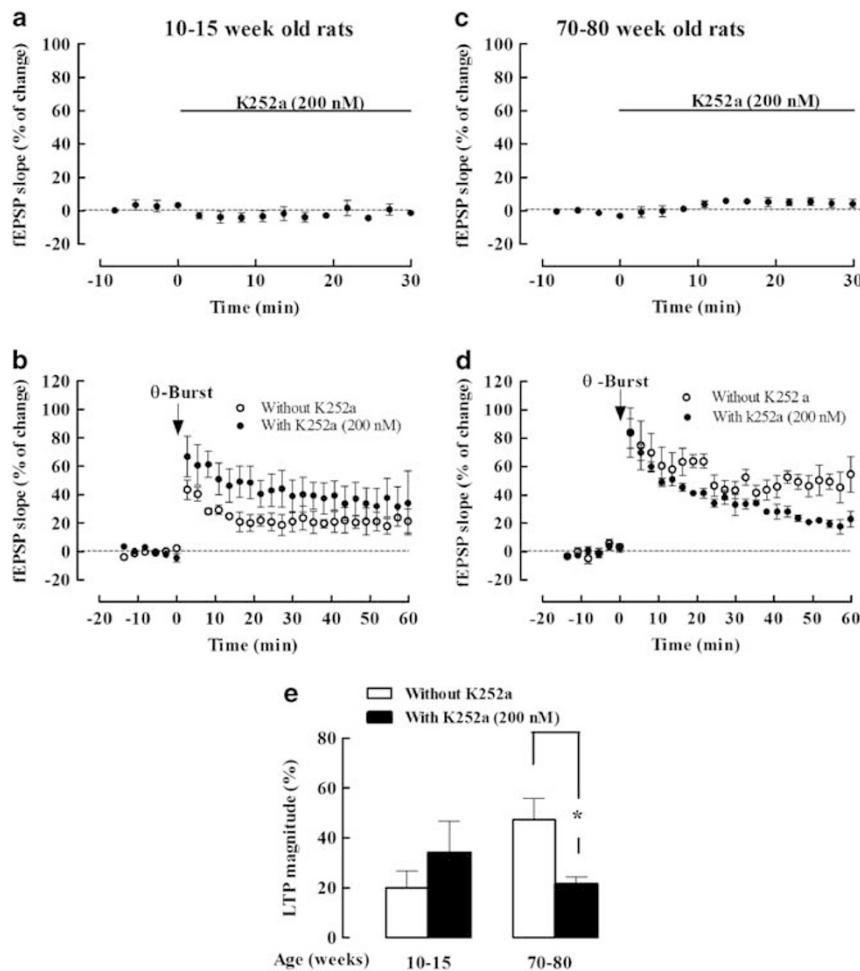 a
10-15 week old rats
fEPSP slope (% of change)
100
80
60
40
20
0
-20
K252a (200 nM)
-10 0 10 20 30
Time (min)
c
70-80 week old rats
fEPSP slope (% of change)
100
80
60
40
20
0
-20
K252a (200 nM)
-10 0 10 20 30
Time (min)
b
fEPSP slope (% of change)
120
100
80
60
40
20
0
-20
θ-Burst
Without K252a
With K252a (200 nM)
-20 -10 0 10 20 30 40 50 60
Time (min)
d
fEPSP slope (% of change)
120
100
80
60
40
20
0
-20
θ -Burst
Without K252 a
With k252a (200 nM)
-20 -10 0 10 20 30 40 50 60
Time (min)
e
Without K252a
With K252a (200 nM)
LTP magnitude (%)
80
60
40
20
0
*
Age (weeks) 10-15 70-80